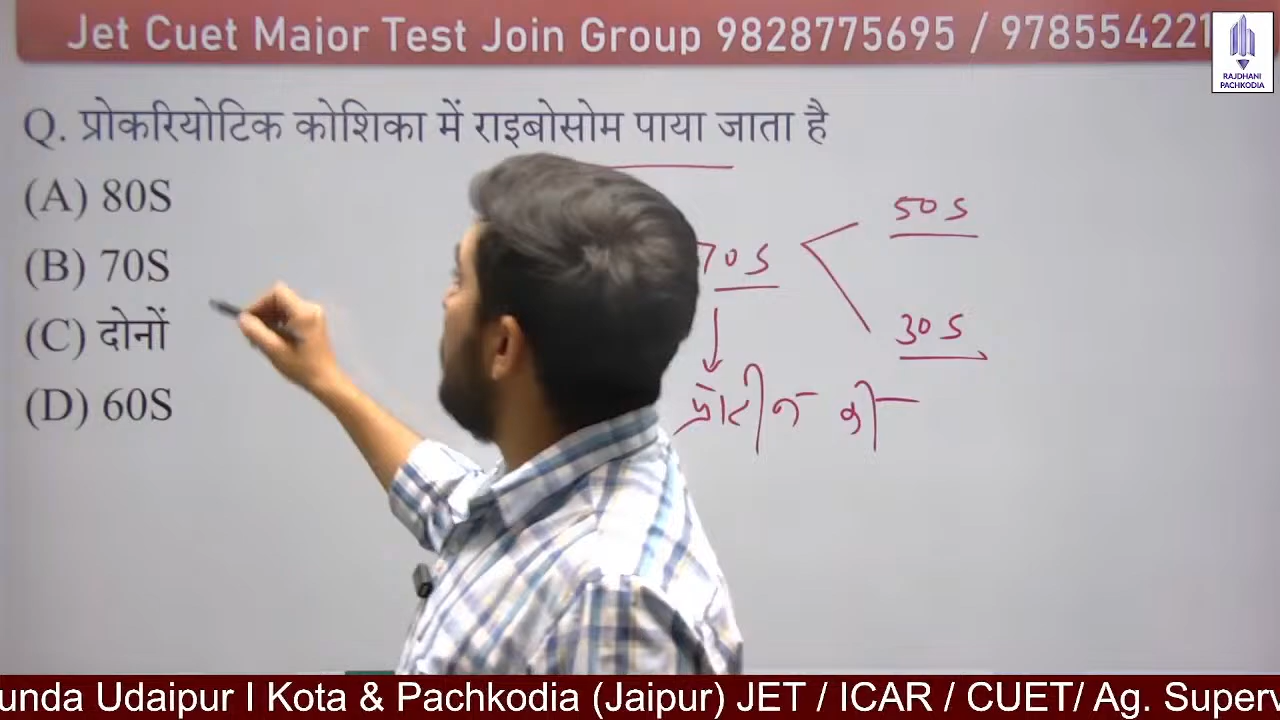 Jet Cuet Major Test Join Group 9828775695 / 978554221
RAJDHANI
PACHKODIA
Q. प्रोकरियोटिक कोशिका में राइबोसोम पाया जाता है
(A) 80S
(B) 70S
(C) दोनों
(D) 60S
70S
50S
30S
प्रोटीन की
unda Udaipur I Kota & Pachkodia (Jaipur) JET / ICAR / CUET/ Ag. Superv